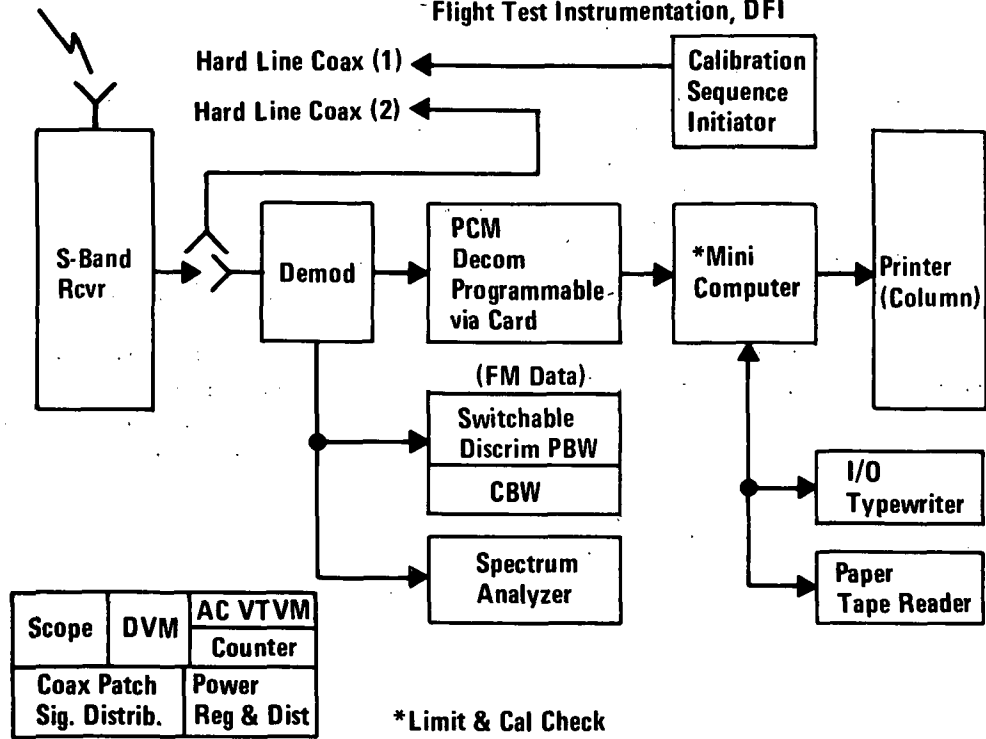 Flight Test Instrumentation, DFI
Hard Line Coax (1)
Hard Line Coax (2)
Calibration
Sequence
Initiator
S-Band
Rcvr
Demod
PCM
Decom
Programmable
via Card
*Mini
Computer
Printer
(Column)
(FM Data)
Switchable
Discrim PBW
CBW
Spectrum
Analyzer
I/O
Typewriter
Paper
Tape Reader
Scope
DVM
AC VTVM
Counter
Coax Patch
Sig. Distrib.
Power
Reg & Dist
*Limit & Cal Check